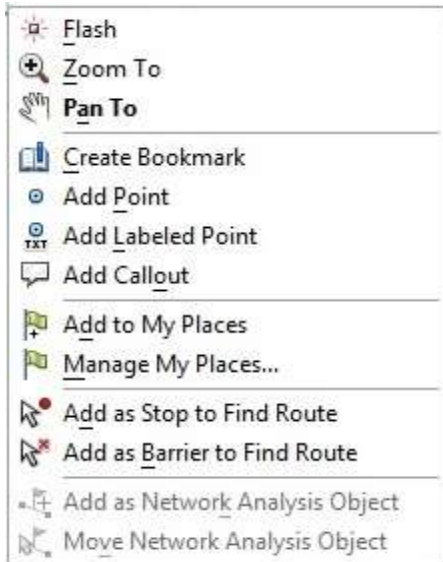 Flash
Zoom To
Pan To
Create Bookmark
Add Point
TXT Add Labeled Point
Add Callout
Add to My Places
Manage My Places...
Add as Stop to Find Route
Add as Barrier to Find Route
Add as Network Analysis Object
Move Network Analysis Object